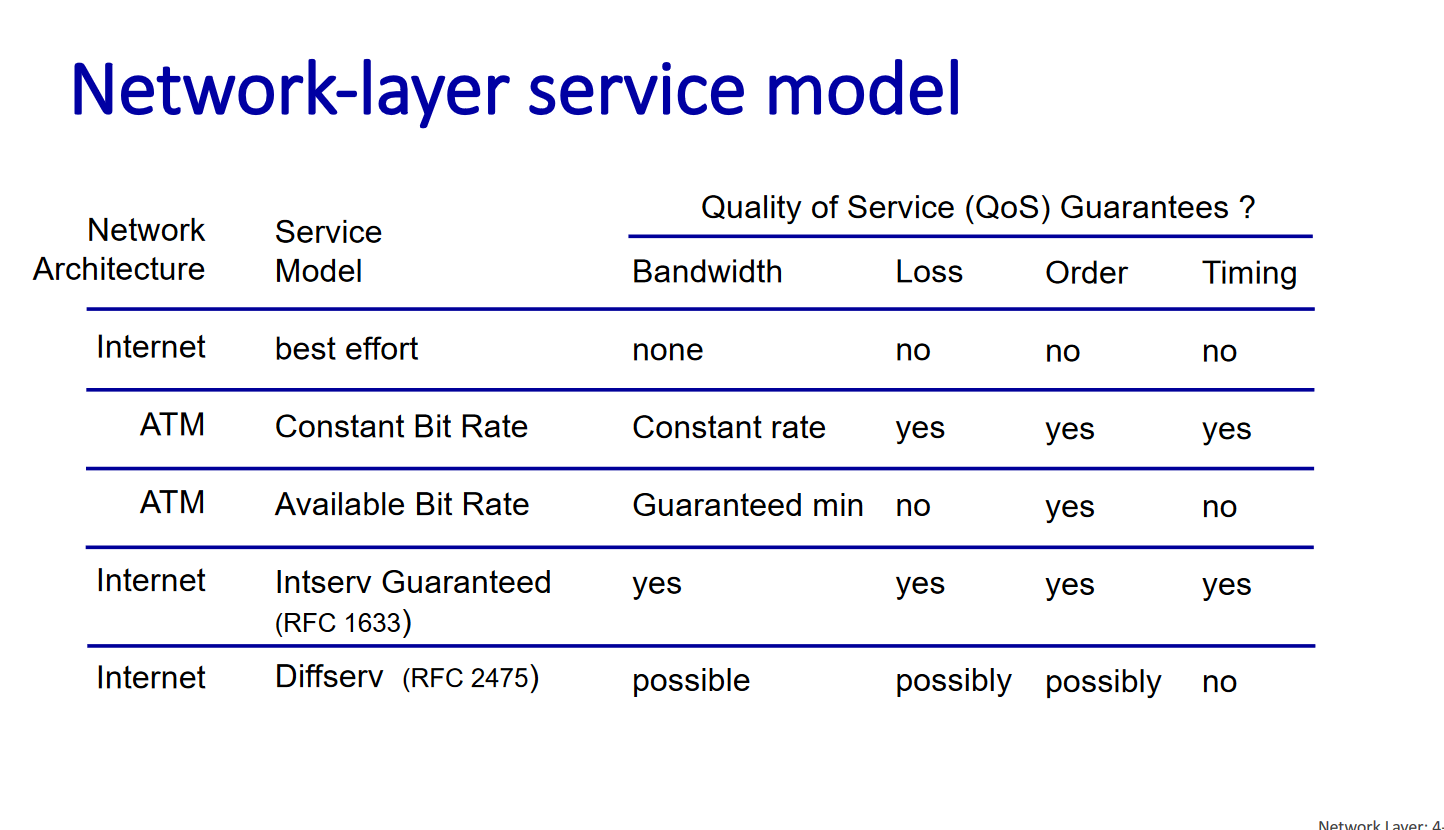 Network-layer service model
Quality of Service (QoS) Guarantees ?
Network Architecture
Service Model
Bandwidth Loss Order Timing
Internet best effort none no no no
ATM Constant Bit Rate Constant rate yes yes yes
ATM Available Bit Rate Guaranteed min no yes no
Internet Intserv Guaranteed (RFC 1633) yes yes yes yes
Internet Diffserv (RFC 2475) possible possibly possibly no
Network Layer: 4-